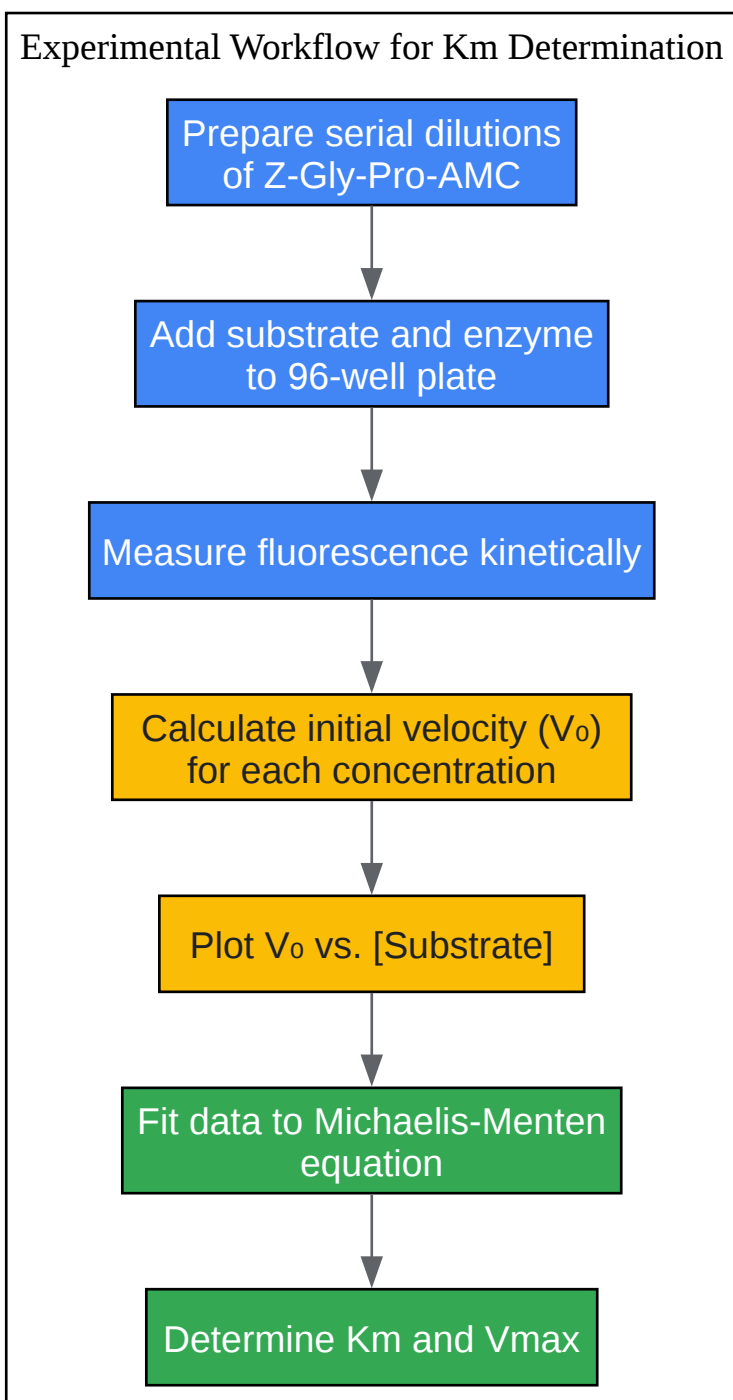 Experimental Workflow for Km Determination
Prepare serial dilutions
of Z-Gly-Pro-AMC
Add substrate and enzyme
to 96-well plate
Measure fluorescence kinetically
Calculate initial velocity (V₀)
for each concentration
Plot V₀ vs. [Substrate]
Fit data to Michaelis-Menten
equation
Determine Km and Vmax